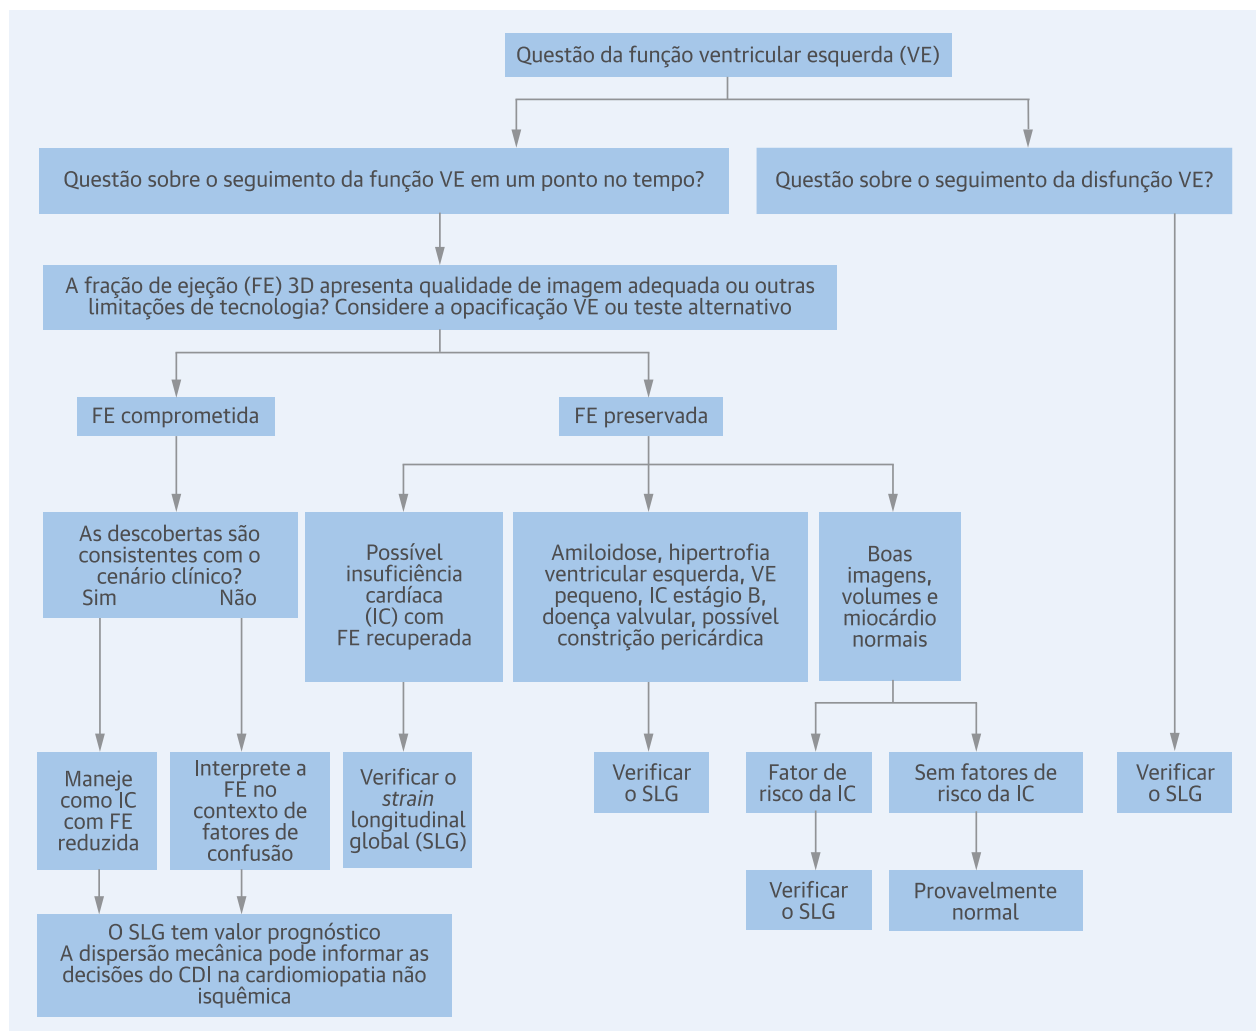 Questão da função ventricular esquerda (VE)
Questão sobre o seguimento da função VE em um ponto no tempo?
Questão sobre o seguimento da disfunção VE?
A fração de ejeção (FE) 3D apresenta qualidade de imagem adequada ou outras
limitações de tecnologia? Considere a opacificação VE ou teste alternativo
FE comprometida
FE preservada
As descobertas são
consistentes com o
cenário clínico?
Sim Não
Possível
insuficiência
cardíaca
(IC) com
FE recuperada
Amiloidose, hipertrofia
ventricular esquerda, VE
pequeno, IC estágio B,
doença valvular, possível
constrição pericárdica
Boas
imagens,
volumes e
miocárdio
normais
Maneje
como IC
com FE
reduzida
Interprete a
FE no
contexto de
fatores de
confusão
Verificar o
strain
longitudinal
global (SLG)
Verificar
o SLG
Fator de
risco da IC
Sem fatores de
risco da IC
Verificar
o SLG
Verificar
o SLG
Provavelmente
normal
O SLG tem valor prognóstico
A dispersão mecânica pode informar as
decisões do CDI na cardiomiopatia não
isquêmica